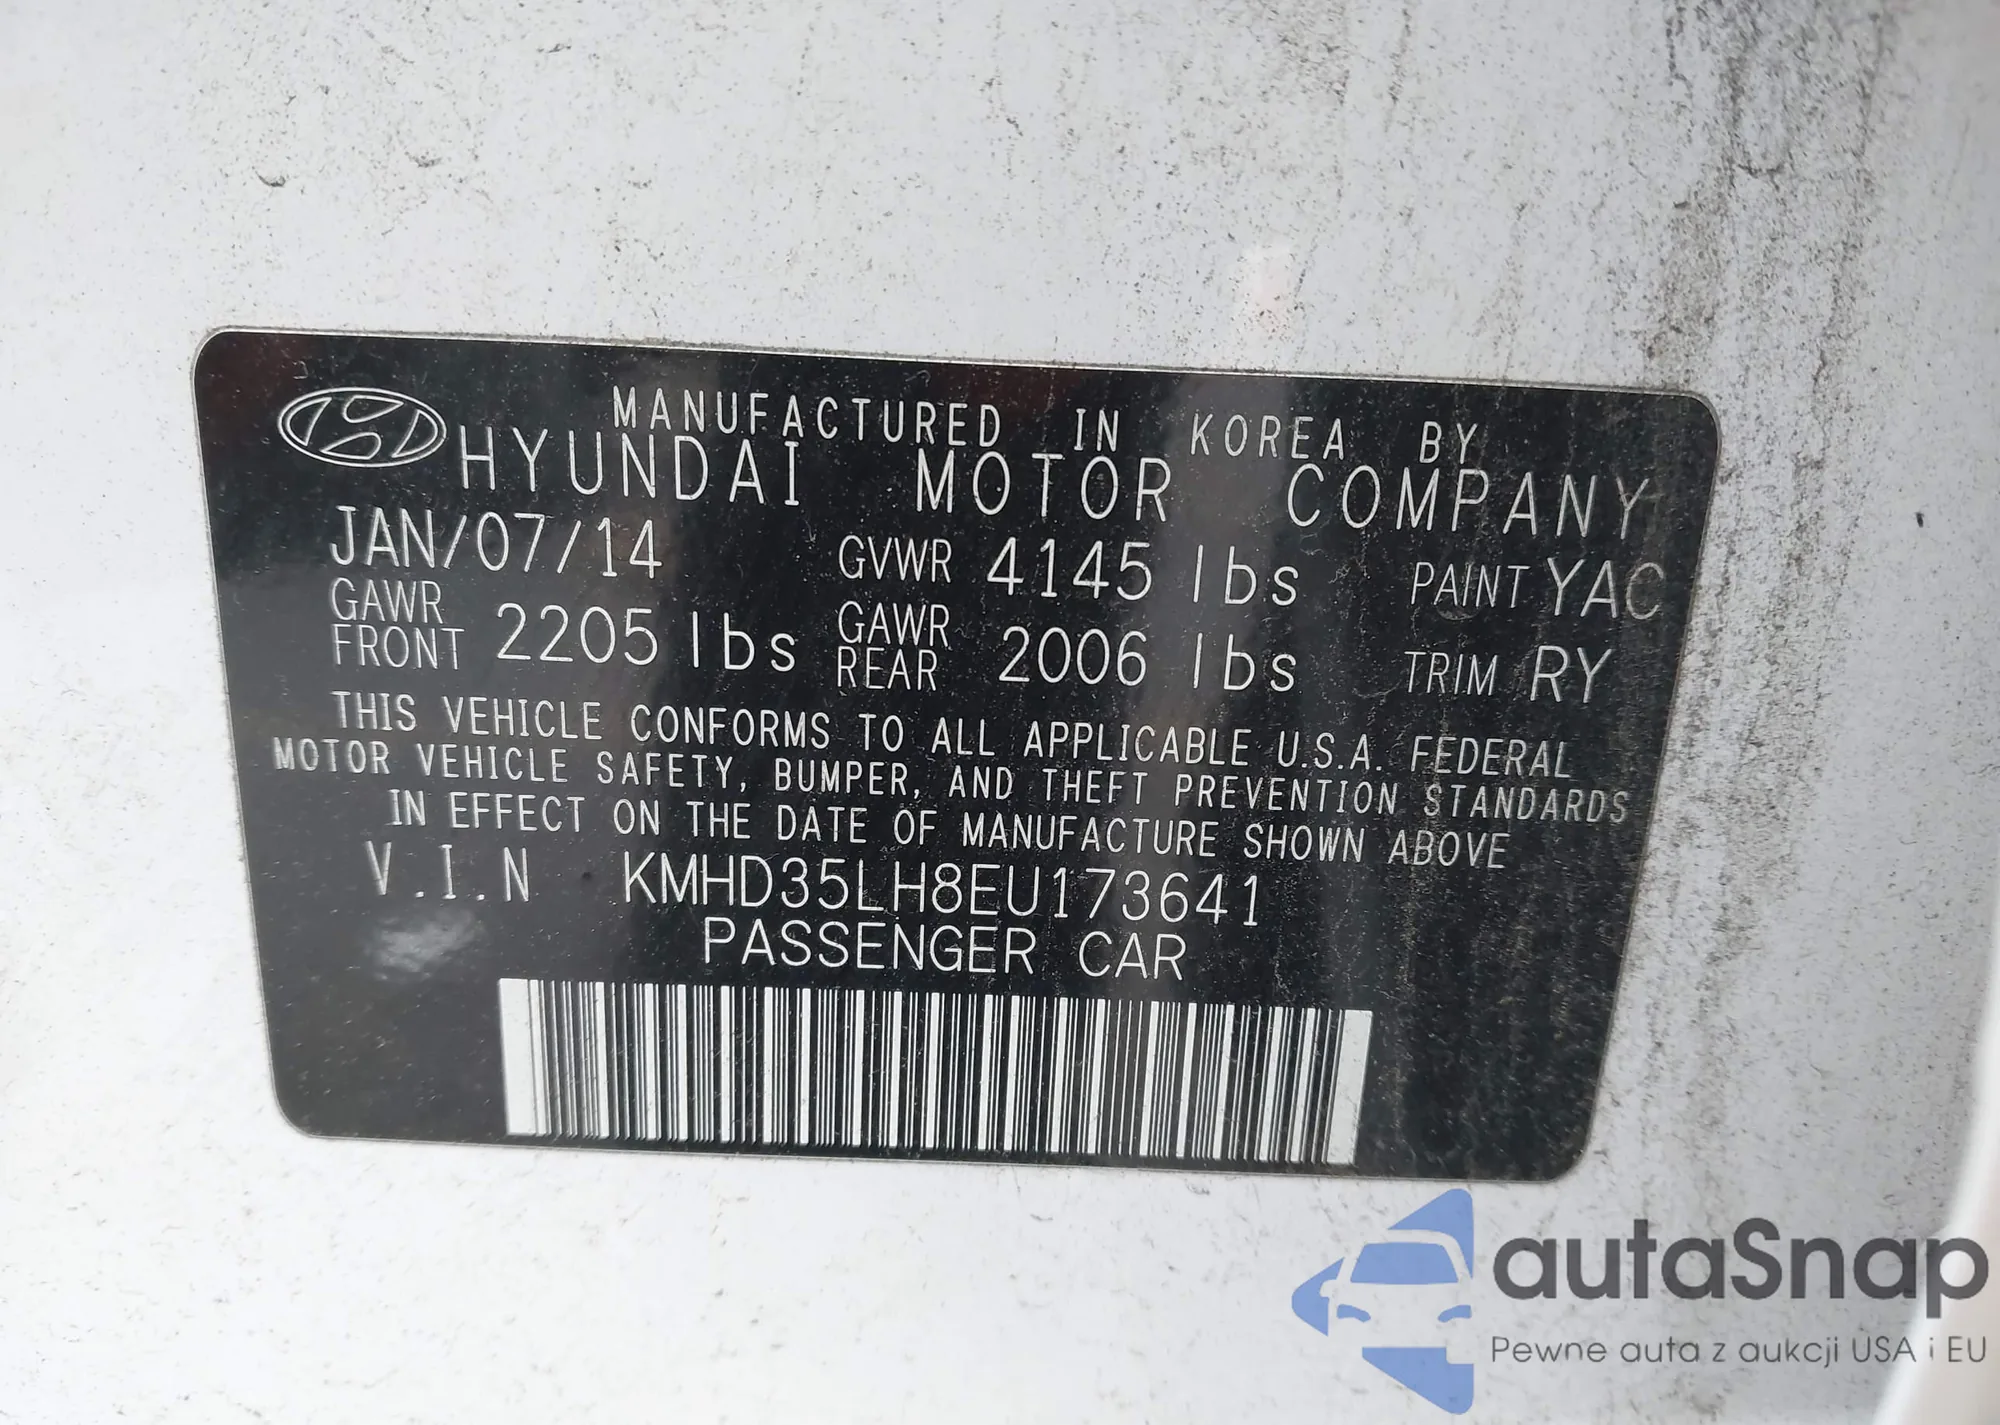 MANUFACTURED IN KOREA BY
HYUNDAI MOTOR COMPANY
JAN/07/14 GVWR 4145 lbs PAINT YAC
GAWR FRONT 2205 lbs GAWR REAR 2006 lbs TRIM RY
THIS VEHICLE CONFORMS TO ALL APPLICABLE U.S.A. FEDERAL
MOTOR VEHICLE SAFETY, BUMPER, AND THEFT PREVENTION STANDARDS
IN EFFECT ON THE DATE OF MANUFACTURE SHOWN ABOVE
V.I.N KMHD35LH8EU173641
PASSENGER CAR
autaSnap
Pewne auta z aukcji USA i EU